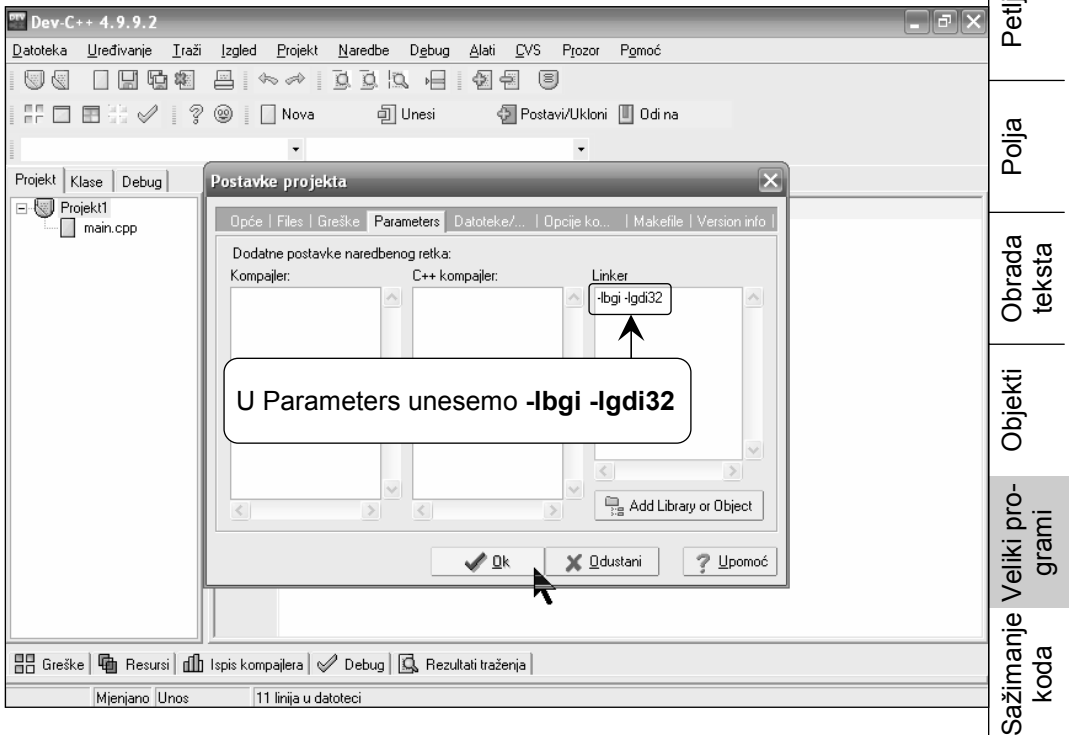 Dev-C++ 4.9.9.2
Datoteka Uređivanje Traži Izgled Projekt Naredbe Debug Alati CVS Prozor Pomoć
Nova Unesi Postavi/Ukloni Odi na
Projekt Klase Debug
Projekt1
main.cpp
Postavke projekta
Opće Files Greške Parameters Datoteke/... Opcije ko... Makefile Version info
Dodatne postavke naredbenog retka:
Kompajler: C++ kompajler: Linker
-lbgi -lgdi32
U Parameters unesemo -lbgi -lgdi32
Add Library or Object
Ok Odustani Upomoć
Greške Resursi Ispis kompajlera Debug Rezultati traženja
Mjenjano Unos 11 linija u datoteci
Polja
Obrada
teksta
Objekti
Veliki pro-
grami
Sažimanje
koda